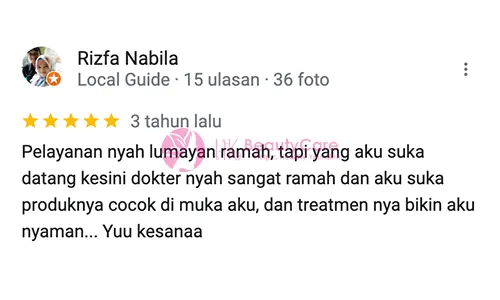 Rizfa Nabila
Local Guide · 15 ulasan · 36 foto
3 tahun lalu
Pelayanan nyah lumayan ramah, tapi yang aku suka
datang kesini dokter nyah sangat ramah dan aku suka
produknya cocok di muka aku, dan treatmen nya bikin aku
nyaman... Yuu kesanaa
BeautyCare